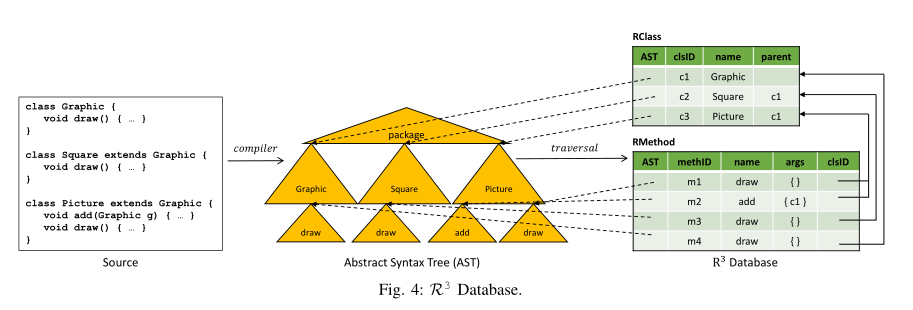 class Graphic {
void draw() { … }
}
class Square extends Graphic {
void draw() { … }
}
class Picture extends Graphic {
void add(Graphic g) { … }
void draw() { … }
}
Source
compiler
package
Graphic Square Picture
draw draw add draw
Abstract Syntax Tree (AST)
traversal
RClass
AST clsID name parent
c1 Graphic
c2 Square c1
c3 Picture c1
RMethod
AST methID name args clsID
m1 draw { }
m2 add { c1 }
m3 draw { }
m4 draw { }
R³ Database
Fig. 4: ℛ³ Database.